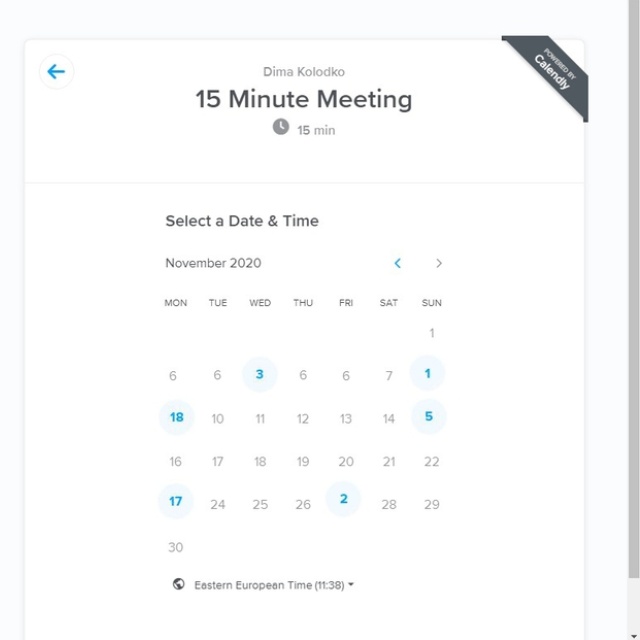 POWERED BY
Calendly
Dima Kolodko
15 Minute Meeting
15 min
Select a Date & Time
November 2020
MON TUE WED THU FRI SAT SUN
1
6 6 3 6 6 7 1
18 10 11 12 13 14 5
16 17 18 19 20 21 22
17 24 25 26 2 28 29
30
Eastern European Time (11:38)